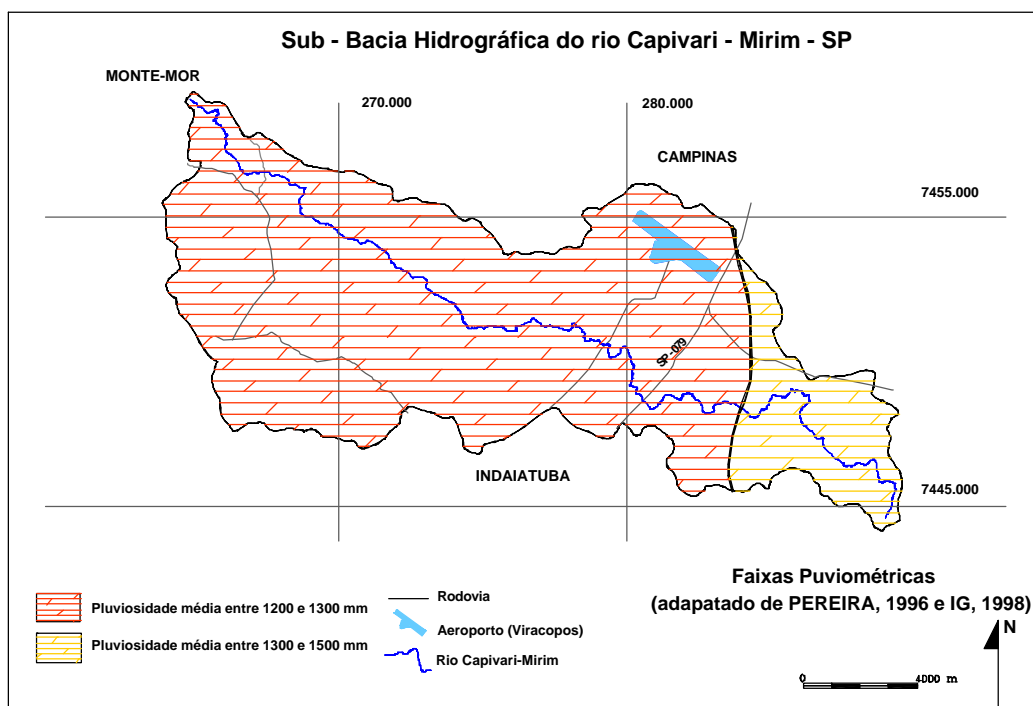 Sub - Bacia Hidrográfica do rio Capivari - Mirim - SP
MONTE-MOR
270.000
280.000
CAMPINAS
7455.000
SP-079
INDAIATUBA
7445.000
Faixas Puviométricas
(adapatado de PEREIRA, 1996 e IG, 1998)
Pluviosidade média entre 1200 e 1300 mm
Pluviosidade média entre 1300 e 1500 mm
Rodovia
Aeroporto (Viracopos)
Rio Capivari-Mirim
N
0 4000 m